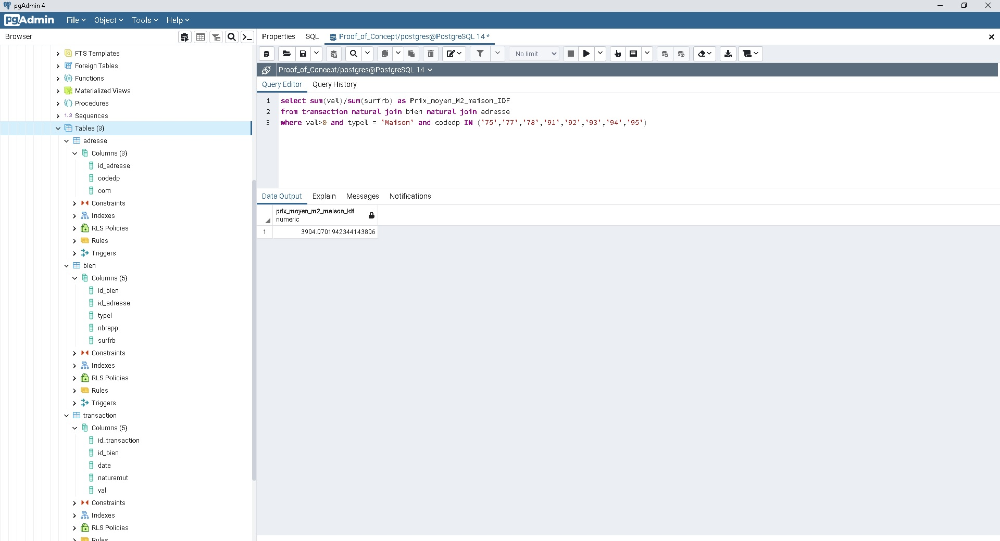 pgAdmin 4
pgAdmin File Object Tools Help
Browser
Properties SQL Proof_of_Concept/postgres@PostgreSQL 14 *
FTS Templates
Foreign Tables
Functions
Materialized Views
Procedures
1..3 Sequences
Tables (3)
adresse
Columns (3)
id_adresse
codedp
com
Constraints
Indexes
RLS Policies
Rules
Triggers
bien
Columns (5)
id_bien
id_adresse
typel
nbrepp
surfrb
Constraints
Indexes
RLS Policies
Rules
Triggers
transaction
Columns (5)
id_transaction
id_bien
date
naturemut
val
Constraints
Indexes
RLS Policies
Rules
No limit
Proof_of_Concept/postgres@PostgreSQL 14
Query Editor Query History
1 select sum(val)/sum(surfrb) as Prix_moyen_M2_maison_IDF
2 from transaction natural join bien natural join adresse
3 where val>0 and typel = 'Maison' and codedp IN ('75','77','78','91','92','93','94','95')
Data Output Explain Messages Notifications
prix_moyen_m2_maison_idf
numeric
1 3904.0701942344143806